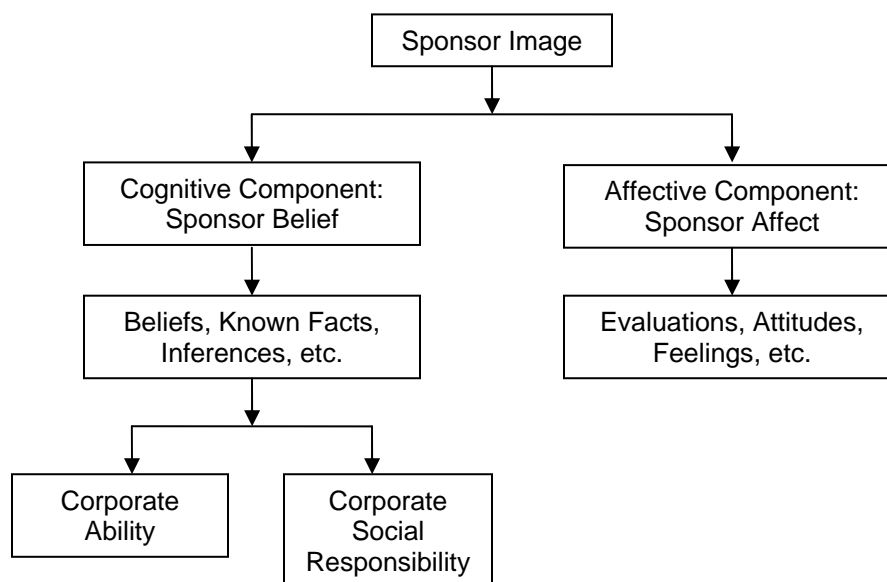 Sponsor Image
Cognitive Component:
Sponsor Belief
Affective Component:
Sponsor Affect
Beliefs, Known Facts,
Inferences, etc.
Evaluations, Attitudes,
Feelings, etc.
Corporate
Ability
Corporate
Social
Responsibility